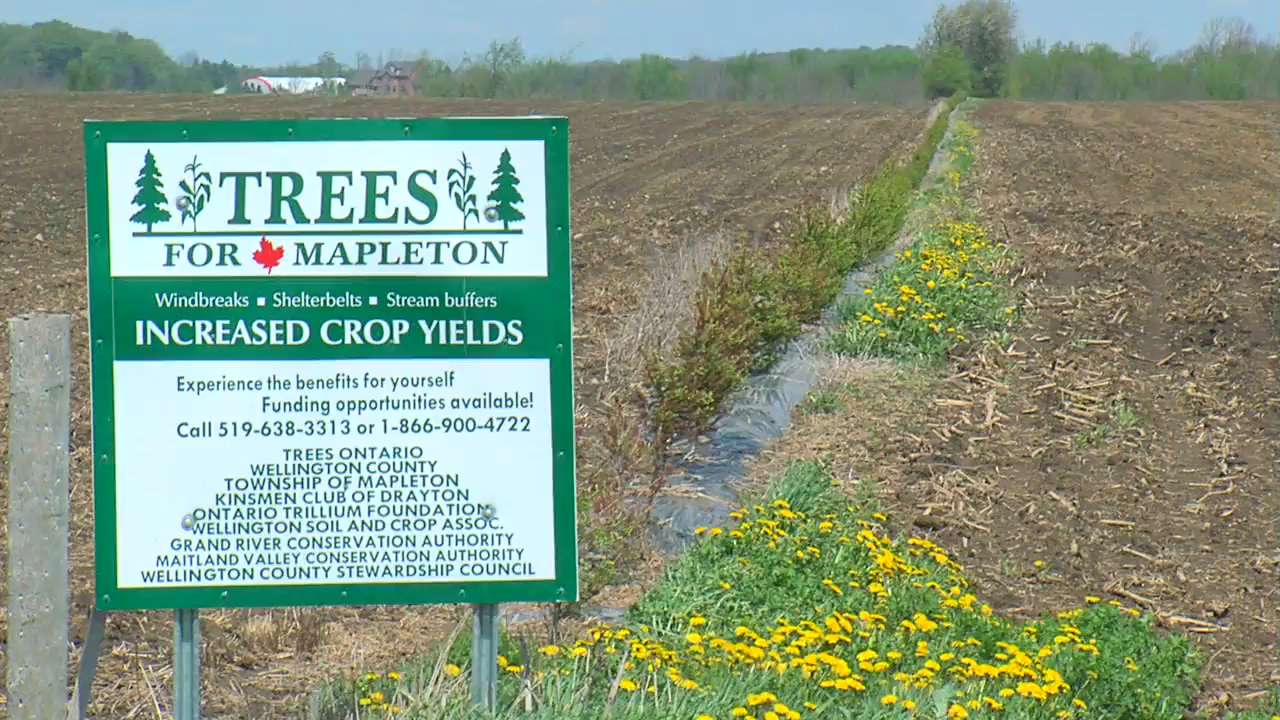 TREES
FOR MAPLETON
Windbreaks ▪ Shelterbelts ▪ Stream buffers
INCREASED CROP YIELDS
Experience the benefits for yourself
Funding opportunities available!
Call 519-638-3313 or 1-866-900-4722
TREES ONTARIO
WELLINGTON COUNTY
TOWNSHIP OF MAPLETON
KINSMEN CLUB OF DRAYTON
ONTARIO TRILLIUM FOUNDATION
WELLINGTON SOIL AND CROP ASSOC.
GRAND RIVER CONSERVATION AUTHORITY
MAITLAND VALLEY CONSERVATION AUTHORITY
WELLINGTON COUNTY STEWARDSHIP COUNCIL